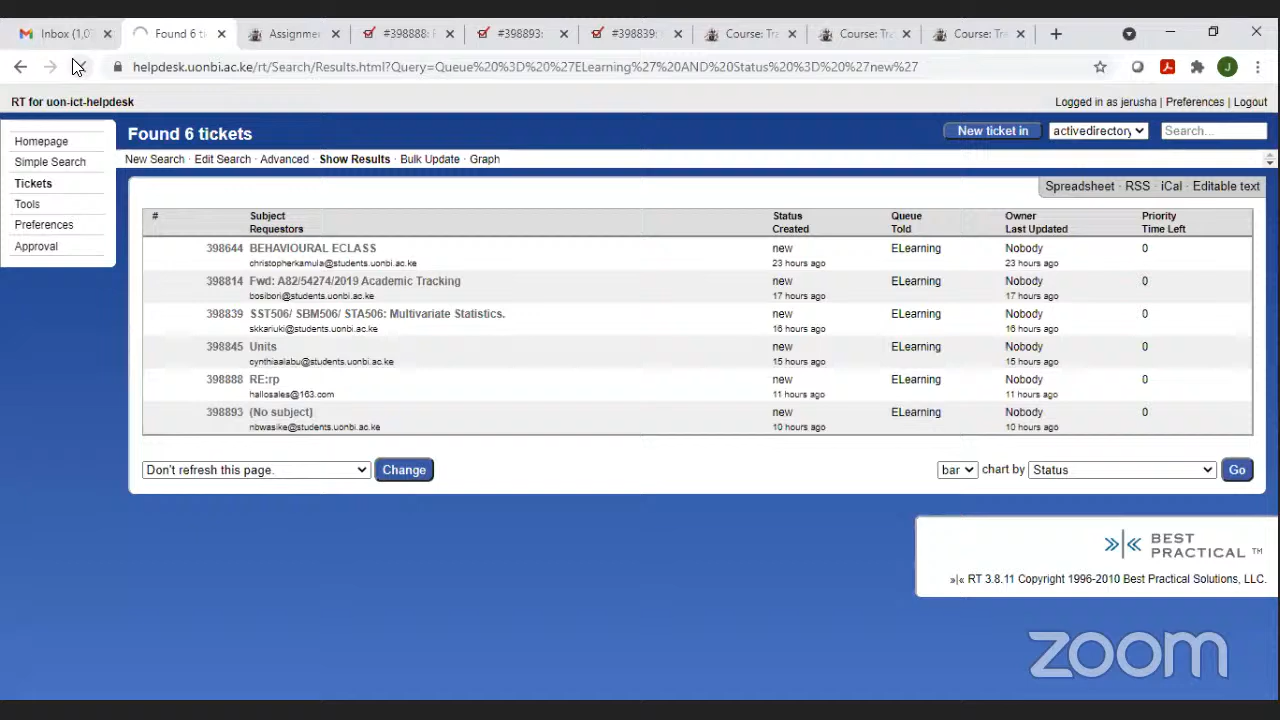 Inbox (1,0
Found 6 ti
Assignmen
#398888: R
#398893:
#398839:
Course: Tra
Course: Tra
Course: Tra
helpdesk.uonbi.ac.ke/rt/Search/Results.html?Query=Queue%20%3D%20%27ELearning%27%20AND%20Status%20%3D%20%27new%27
J
RT for uon-ict-helpdesk
Logged in as jerusha | Preferences | Logout
Homepage
Simple Search
Tickets
Tools
Preferences
Approval
Found 6 tickets
New ticket in
activedirectory
Search...
New Search · Edit Search · Advanced · Show Results · Bulk Update · Graph
Spreadsheet · RSS · iCal · Editable text
# Subject Status Queue Owner Priority
Requestors Created Told Last Updated Time Left
398644 BEHAVIOURAL ECLASS new ELearning Nobody 0
christopherkamula@students.uonbi.ac.ke 23 hours ago 23 hours ago
398814 Fwd: A82/54274/2019 Academic Tracking new ELearning Nobody 0
bosibori@students.uonbi.ac.ke 17 hours ago 17 hours ago
398839 SST506/ SBM506/ STA506: Multivariate Statistics. new ELearning Nobody 0
skkariuki@students.uonbi.ac.ke 16 hours ago 16 hours ago
398845 Units new ELearning Nobody 0
cynthiaalabu@students.uonbi.ac.ke 15 hours ago 15 hours ago
398888 RE:rp new ELearning Nobody 0
hallosales@163.com 11 hours ago 11 hours ago
398893 (No subject) new ELearning Nobody 0
nbwasike@students.uonbi.ac.ke 10 hours ago 10 hours ago
Don't refresh this page. Change
bar chart by Status Go
»|« BEST PRACTICAL ™
»|« RT 3.8.11 Copyright 1996-2010 Best Practical Solutions, LLC.
zoom